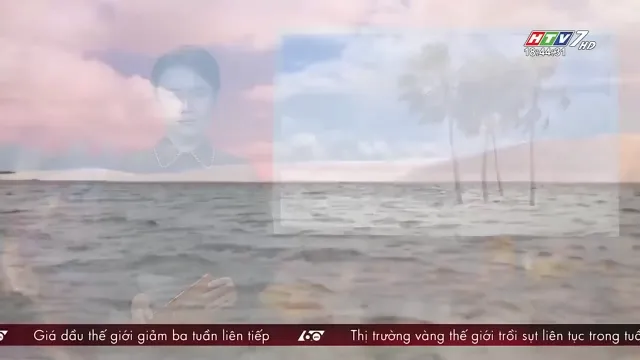 HTV7 HD
18:44:31
Giá dầu thế giới giảm ba tuần liên tiếp 60 Thị trường vàng thế giới trồi sụt liên tục trong